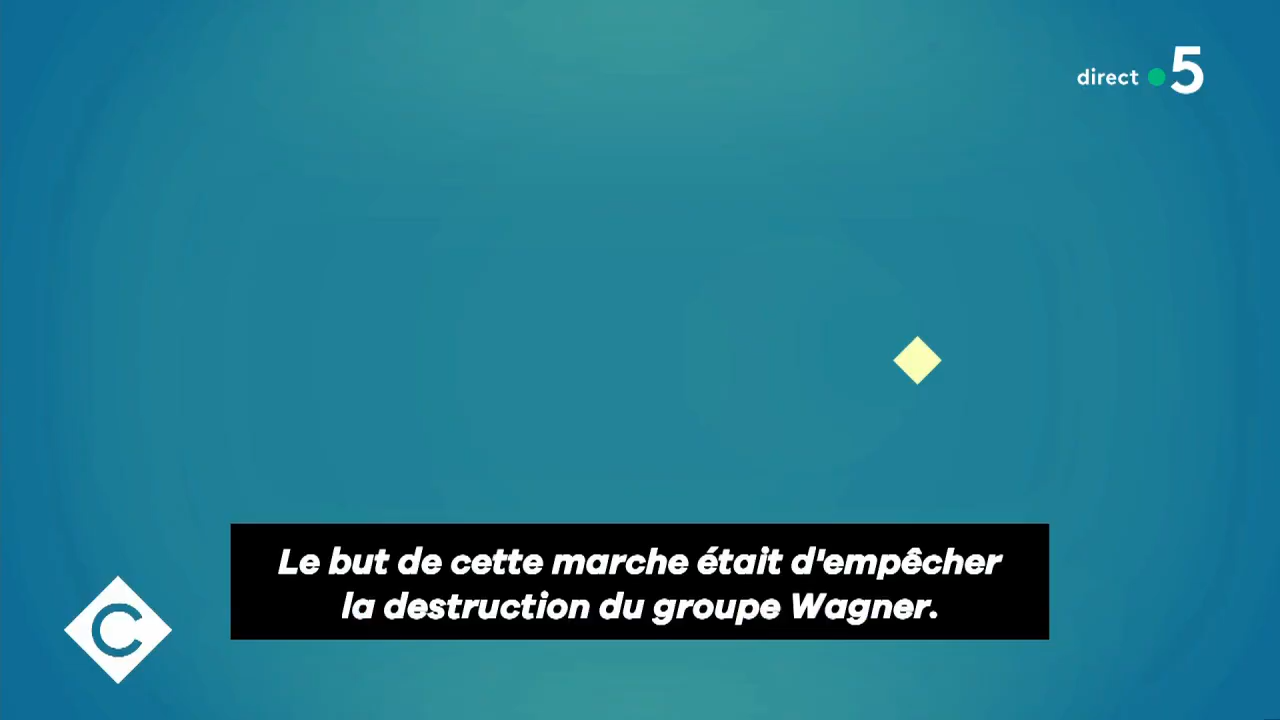 direct 5
Le but de cette marche était d'empêcher
la destruction du groupe Wagner.
C